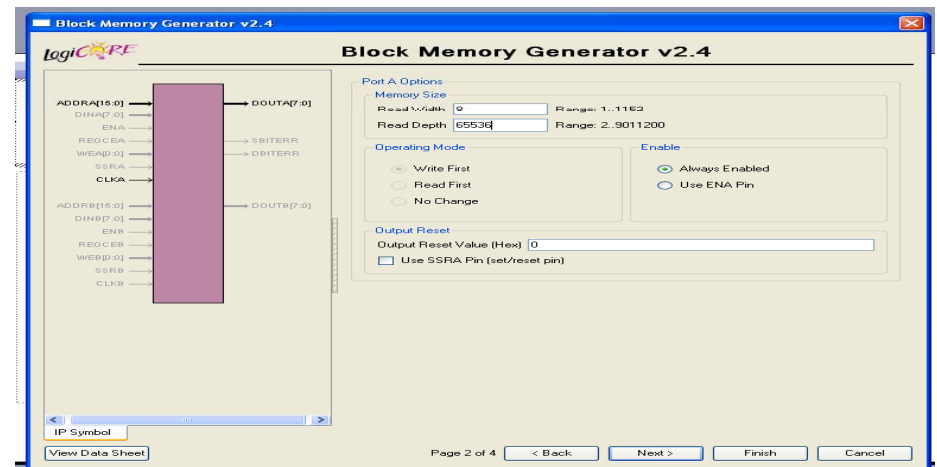 Block Memory Generator v2.4
logiCORE
Block Memory Generator v2.4
ADDRA[15:0]
DINA[7:0]
ENA
REGCEA
WEA[0:0]
SSRA
CLKA
ADDRB[15:0]
DINB[7:0]
ENB
REGCEB
WEB[0:0]
SSRB
CLKB
DOUTA[7:0]
SBITERR
DBITERR
DOUTB[7:0]
IP Symbol
Port A Options
Memory Size
Read Width 8 Range: 1..1152
Read Depth 65536 Range: 2..9011200
Operating Mode
Write First
Read First
No Change
Enable
Always Enabled
Use ENA Pin
Output Reset
Output Reset Value (Hex) 0
Use SSRA Pin (set/reset pin)
View Data Sheet
Page 2 of 4 < Back Next > Finish Cancel